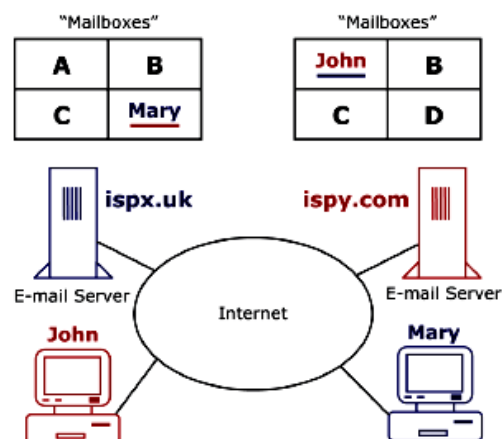 “Mailboxes”
“Mailboxes”
A B
John B
C Mary
C D
ispx.uk
ispy.com
E-mail Server
E-mail Server
Internet
John
Mary